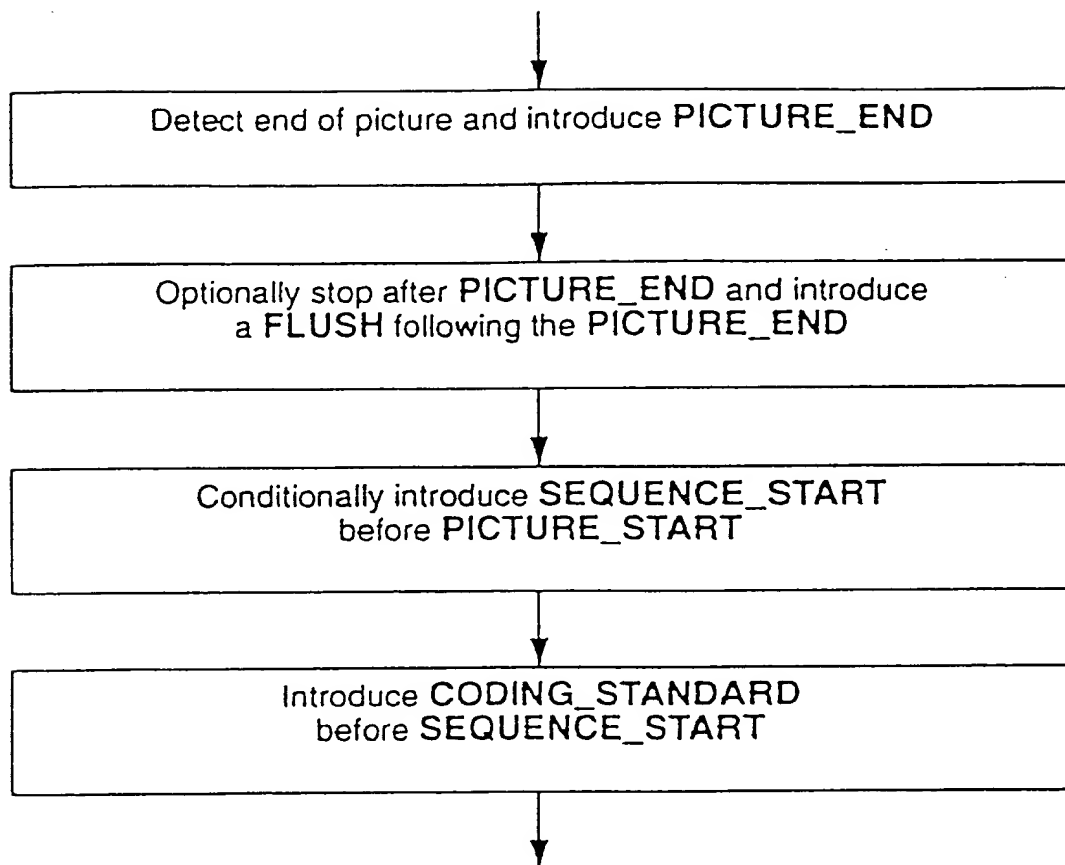 Detect end of picture and introduce PICTURE_END
Optionally stop after PICTURE_END and introduce
a FLUSH following the PICTURE_END
Conditionally introduce SEQUENCE_START
before PICTURE_START
Introduce CODING_STANDARD
before SEQUENCE_START